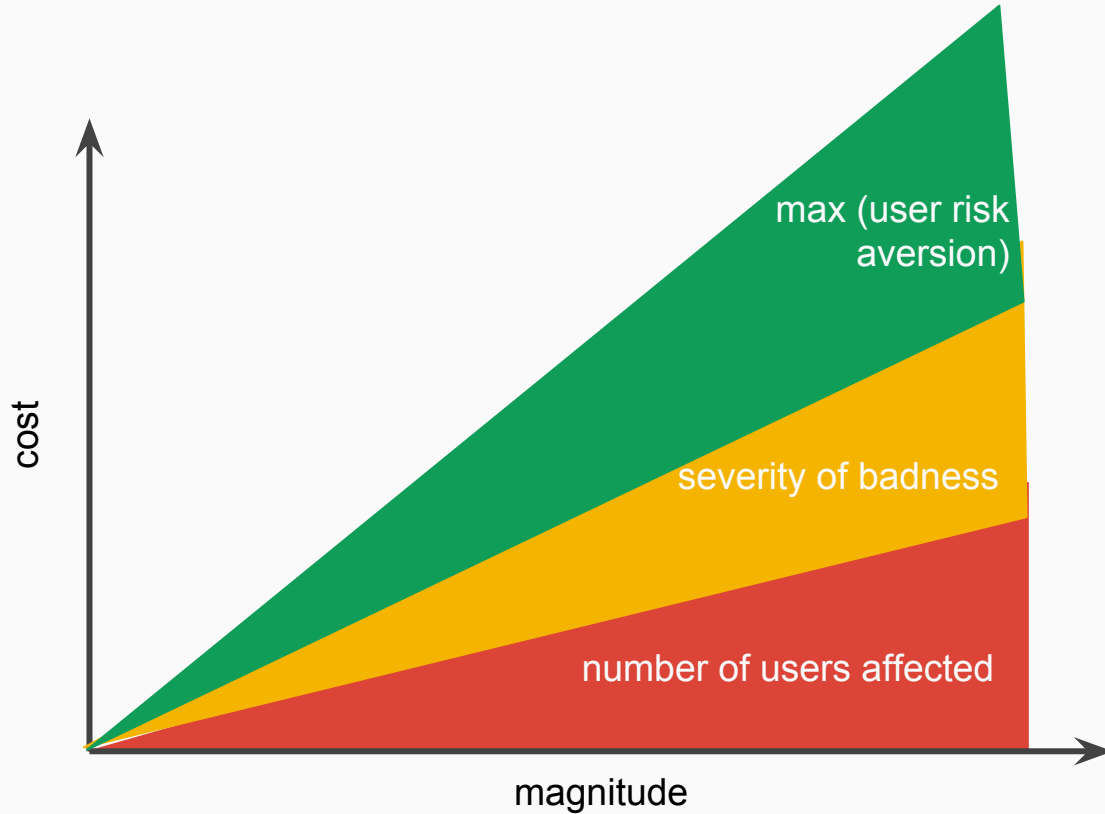 max (user risk
aversion)
cost
severity of badness
number of users affected
magnitude